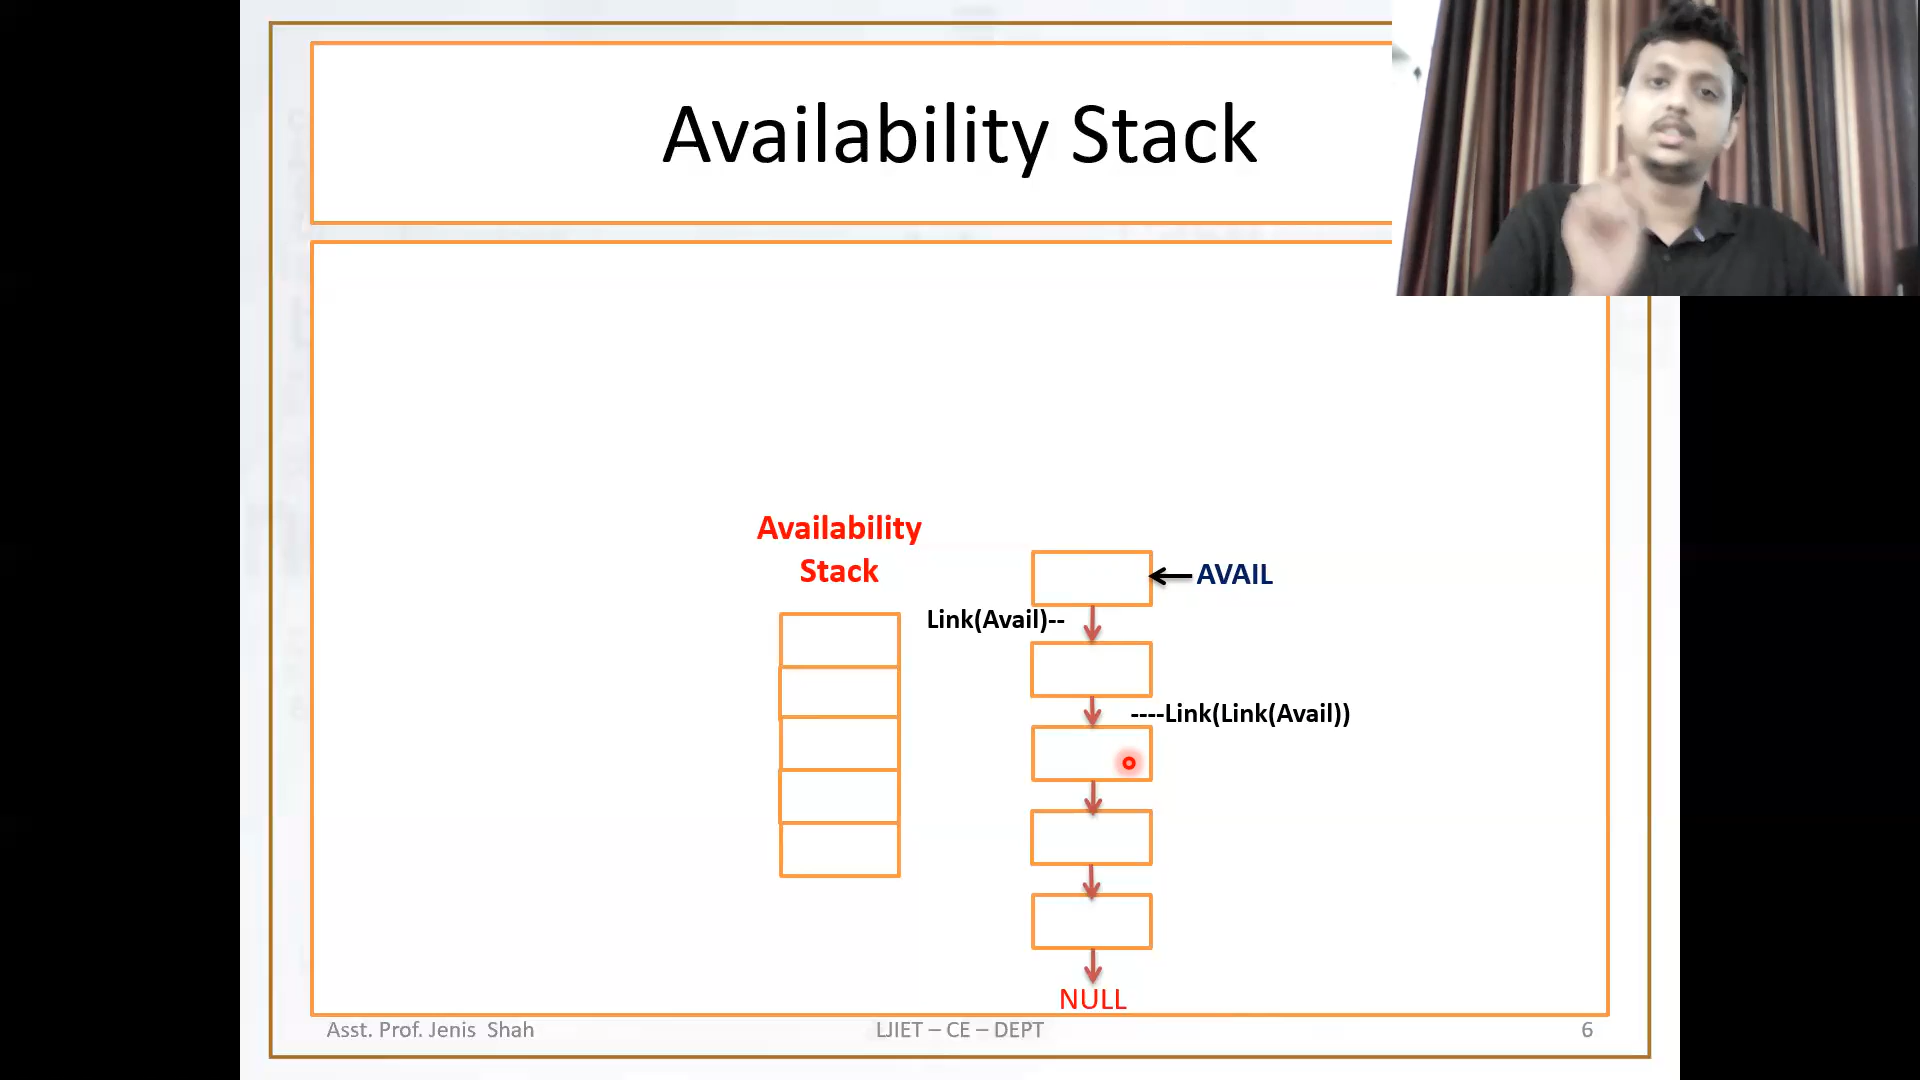 Availability Stack
Availability
Stack
AVAIL
Link(Avail)--
----Link(Link(Avail))
NULL
Asst. Prof. Jenis Shah
LJIET – CE – DEPT
6